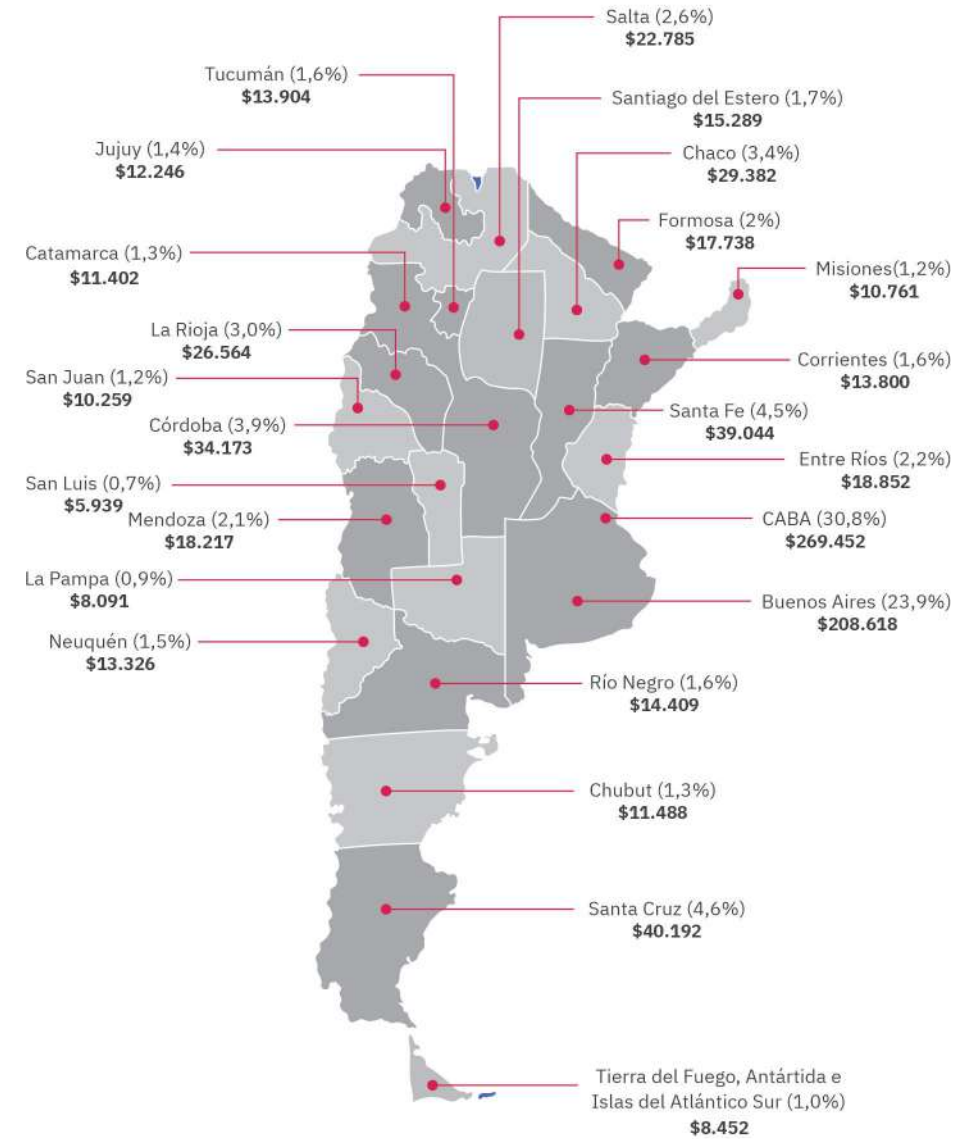 Salta (2,6%)
$22.785
Tucumán (1,6%)
$13.904
Santiago del Estero (1,7%)
$15.289
Jujuy (1,4%)
$12.246
Chaco (3,4%)
$29.382
Formosa (2%)
$17.738
Catamarca (1,3%)
$11.402
Misiones(1,2%)
$10.761
La Rioja (3,0%)
$26.564
Corrientes (1,6%)
$13.800
San Juan (1,2%)
$10.259
Santa Fe (4,5%)
$39.044
Córdoba (3,9%)
$34.173
Entre Ríos (2,2%)
$18.852
San Luis (0,7%)
$5.939
Mendoza (2,1%)
$18.217
CABA (30,8%)
$269.452
La Pampa (0,9%)
$8.091
Buenos Aires (23,9%)
$208.618
Neuquén (1,5%)
$13.326
Río Negro (1,6%)
$14.409
Chubut (1,3%)
$11.488
Santa Cruz (4,6%)
$40.192
Tierra del Fuego, Antártida e
Islas del Atlántico Sur (1,0%)
$8.452